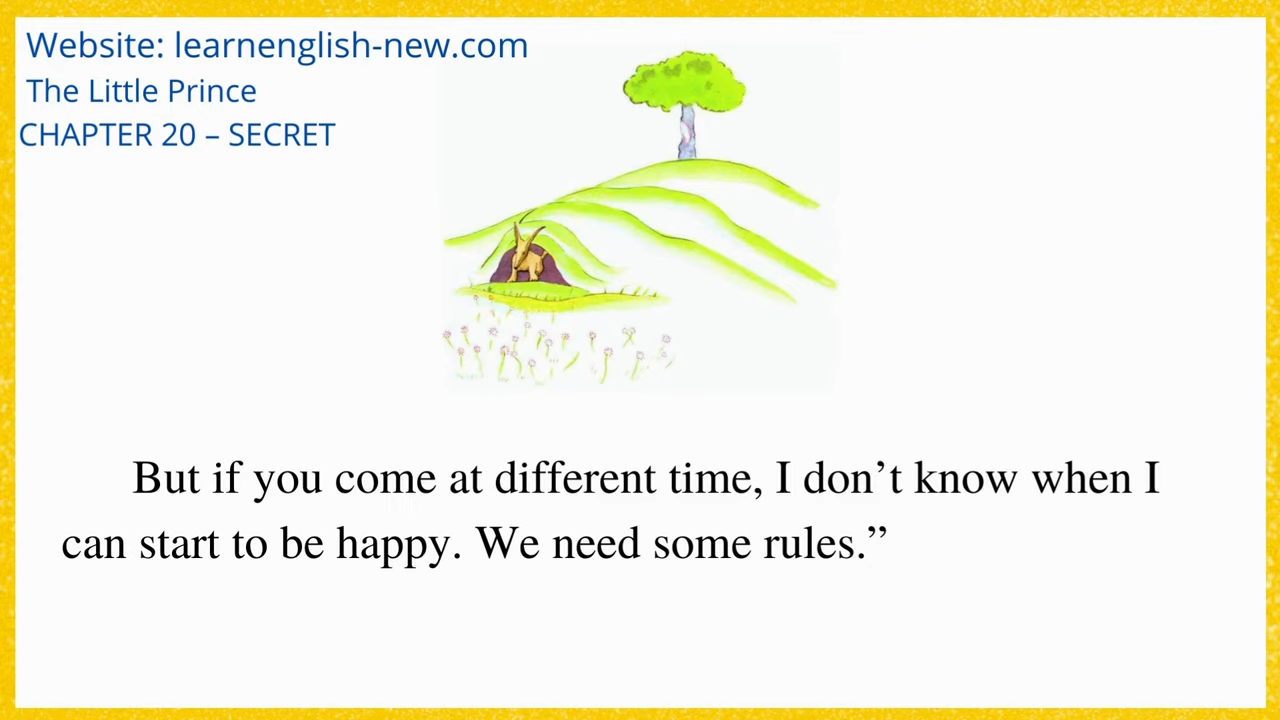 Website: learnenglish-new.com
The Little Prince
CHAPTER 20 – SECRET
But if you come at different time, I don’t know when I
can start to be happy. We need some rules.”